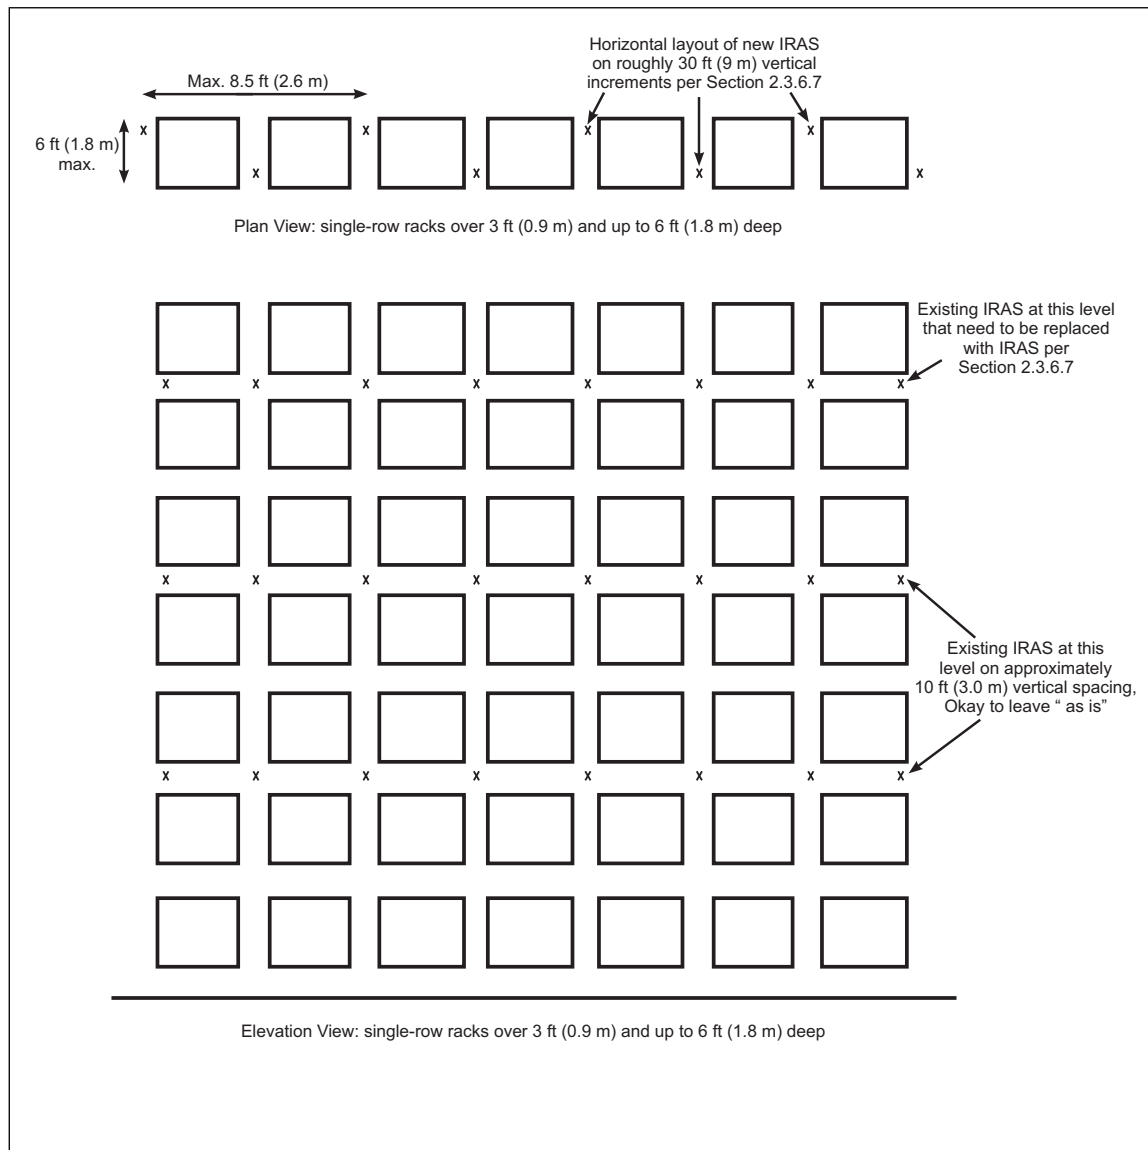 Horizontal layout of new IRAS
on roughly 30 ft (9 m) vertical
increments per Section 2.3.6.7
Max. 8.5 ft (2.6 m)
6 ft (1.8 m)
max.
x x x x
x x x x
Plan View: single-row racks over 3 ft (0.9 m) and up to 6 ft (1.8 m) deep
Existing IRAS at this level
that need to be replaced
with IRAS per
Section 2.3.6.7
x x x x x x x x
x x x x x x x x
Existing IRAS at this
level on approximately
10 ft (3.0 m) vertical spacing,
Okay to leave “ as is”
x x x x x x x x
Elevation View: single-row racks over 3 ft (0.9 m) and up to 6 ft (1.8 m) deep